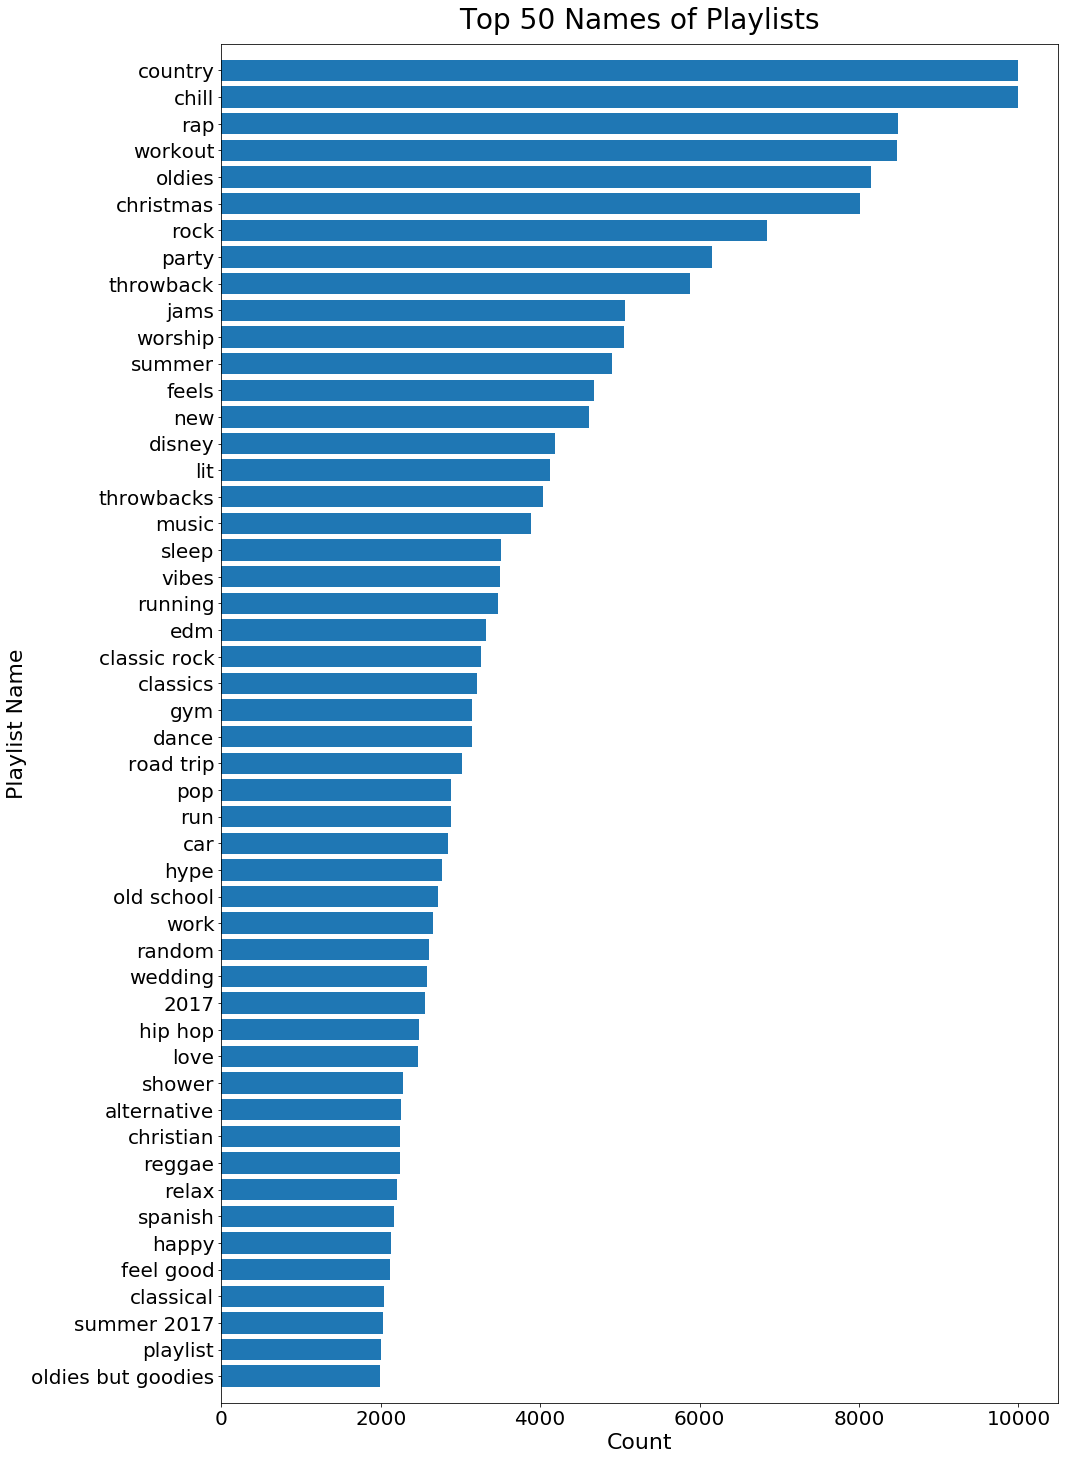 Top 50 Names of Playlists
Playlist Name
country
chill
rap
workout
oldies
christmas
rock
party
throwback
jams
worship
summer
feels
new
disney
lit
throwbacks
music
sleep
vibes
running
edm
classic rock
classics
gym
dance
road trip
pop
run
car
hype
old school
work
random
wedding
2017
hip hop
love
shower
alternative
christian
reggae
relax
spanish
happy
feel good
classical
summer 2017
playlist
oldies but goodies
0 2000 4000 6000 8000 10000
Count